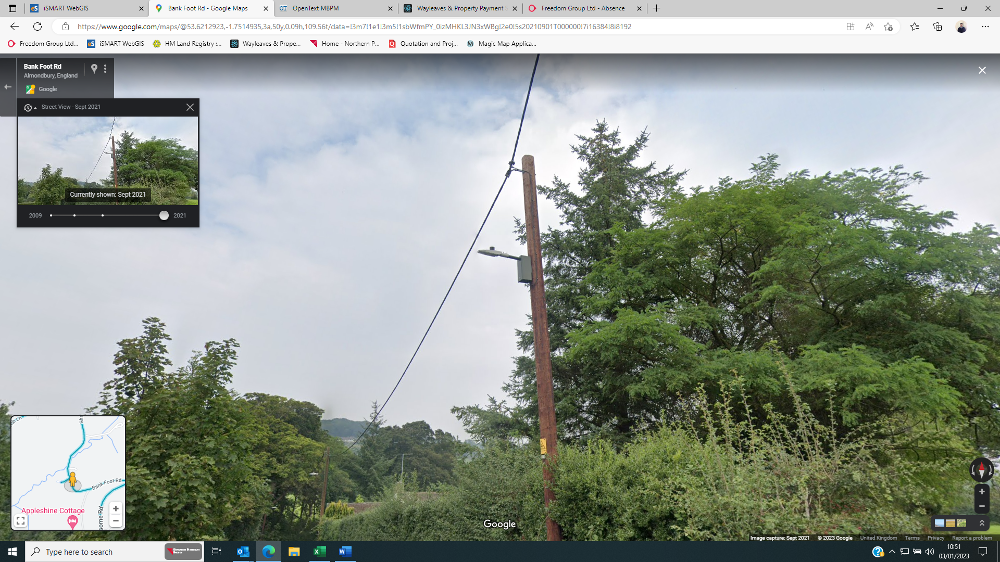 iSMART WebGIS
Bank Foot Rd - Google Maps
OpenText MBPM
Wayleaves & Property Payment S
Freedom Group Ltd - Absence
https://www.google.com/maps/@53.6212923,-1.7514935,3a,50y,0.09h,109.56t/data=!3m7!1e1!3m5!1sbWfmPY_0izMHKL3JN3xWBg!2e0!5s20210901T000000!7i16384!8i8192
Freedom Group Ltd...
iSMART WebGIS
HM Land Registry :...
Wayleaves & Prope...
Home - Northern P...
Quotation and Proj...
Magic Map Applica...
Bank Foot Rd
Almondbury, England
Google
Street View - Sept 2021
Currently shown: Sept 2021
2009
2021
Bank Foot Rd
Appleshine Cottage
some Rd
Google
Image capture: Sept 2021
© 2023 Google
United Kingdom
Terms
Privacy
Report a problem
Type here to search
BERKSHIRE HATHAWAY
ENERGY
10:51
03/01/2023